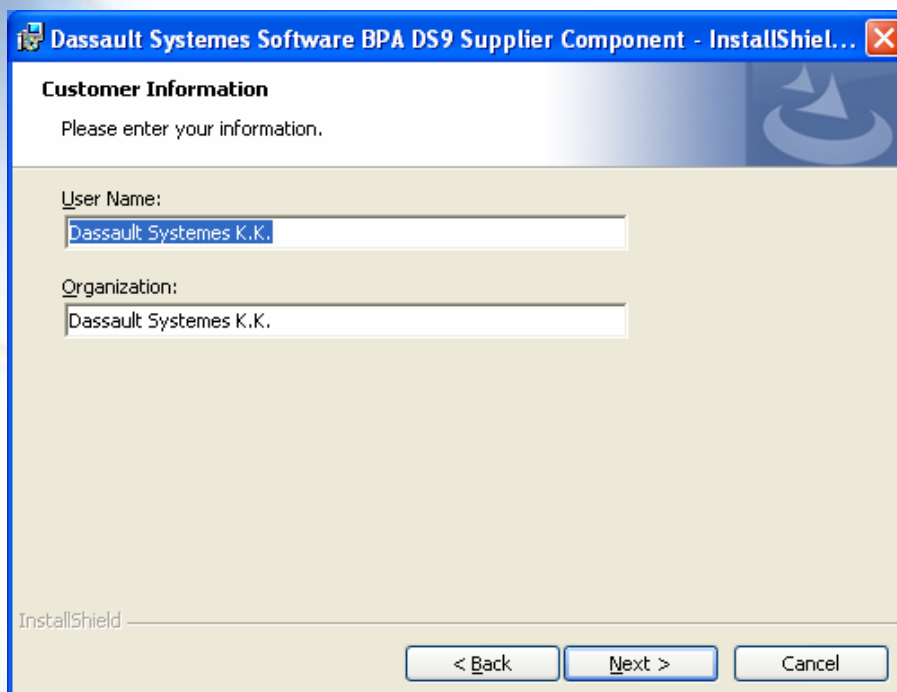 Dassault Systemes Software BPA DS9 Supplier Component - InstallShiel...
Customer Information
Please enter your information.
User Name:
Dassault Systemes K.K.
Organization:
Dassault Systemes K.K.
InstallShield
< Back Next > Cancel